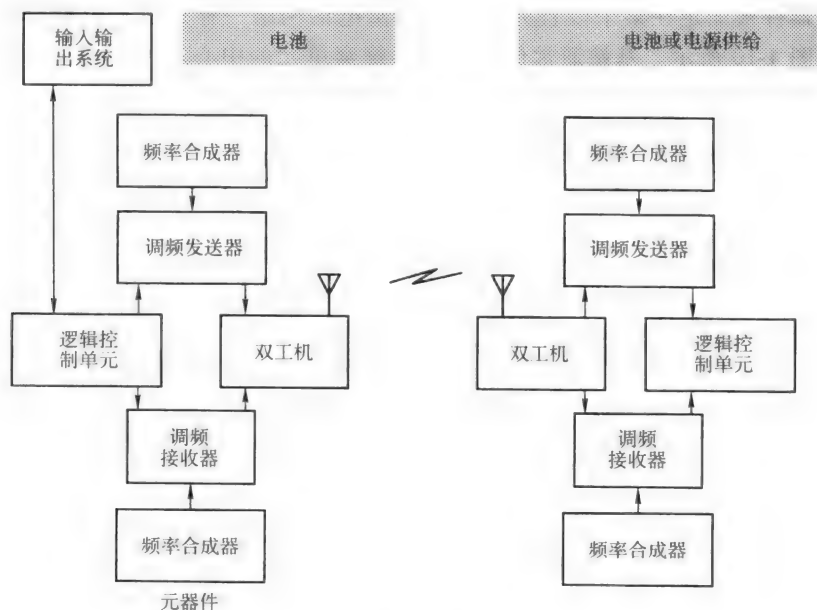 输入输
出系统
电池
电池或电源供给
频率合成器
频率合成器
调频发送器
调频发送器
逻辑控
制单元
双工机
双工机
逻辑控
制单元
调频
接收器
调频
接收器
频率合成器
频率合成器
元器件